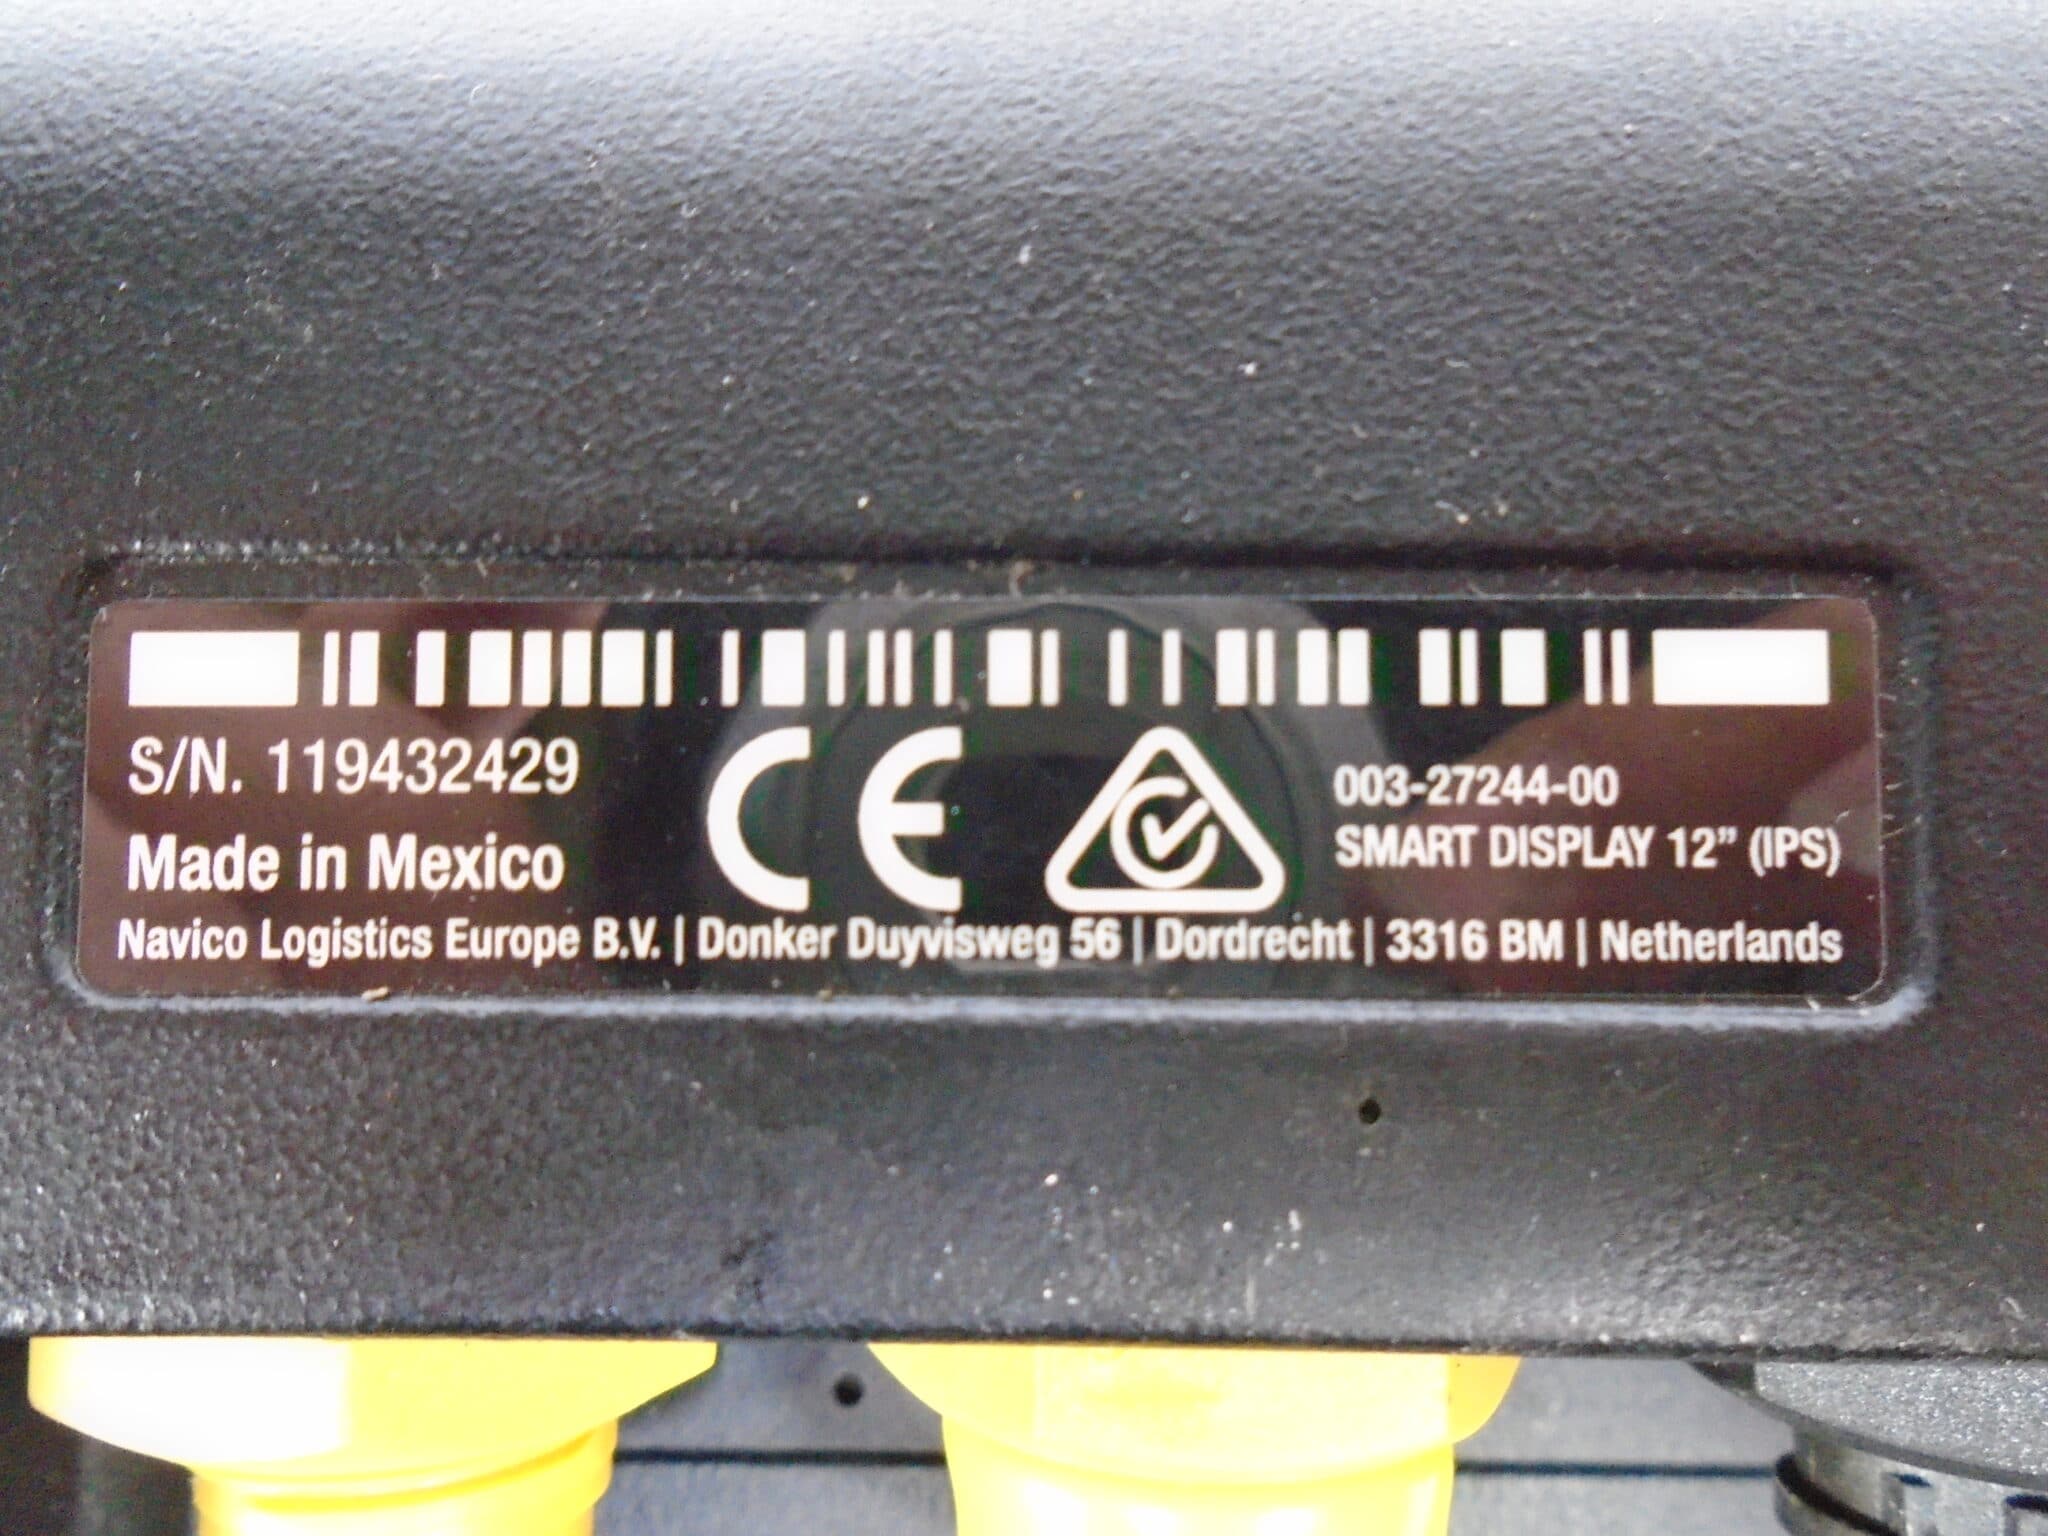 S/N. 119432429
Made in Mexico
CE
003-27244-00
SMART DISPLAY 12” (IPS)
Navico Logistics Europe B.V. | Donker Duyvisweg 56 | Dordrecht | 3316 BM | Netherlands